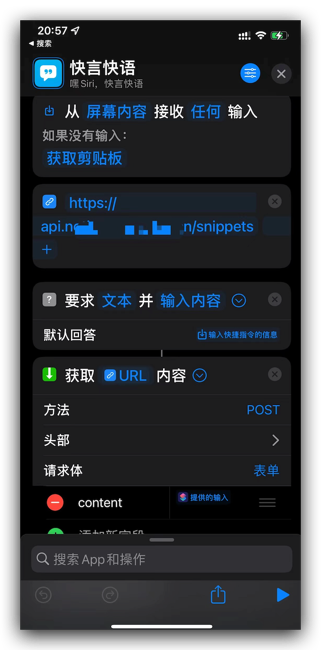 20:57
◀ 搜索
快言快语
嘿Siri，快言快语
从 屏幕内容 接收 任何 输入
如果没有输入：
获取剪贴板
https://
api.n n/snippets
+
要求 文本 并 输入内容
默认回答 输入快捷指令的信息
获取 URL 内容
方法 POST
头部
请求体 表单
content 提供的输入
添加新字段
搜索 App 和操作